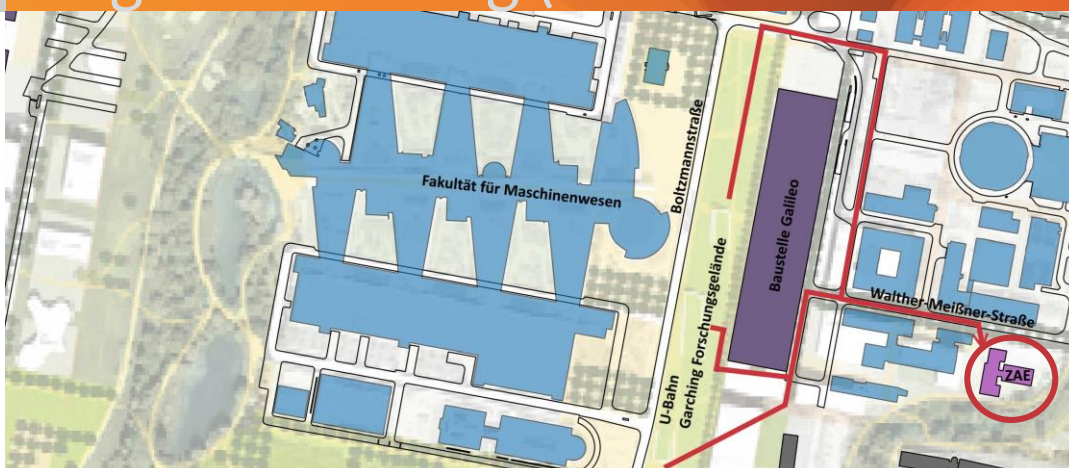 Fakultät für Maschinenwesen
Boltzmannstraße
U-Bahn
Garching Forschungsgelände
Baustelle Galileo
Walther-Meißner-Straße
ZAE